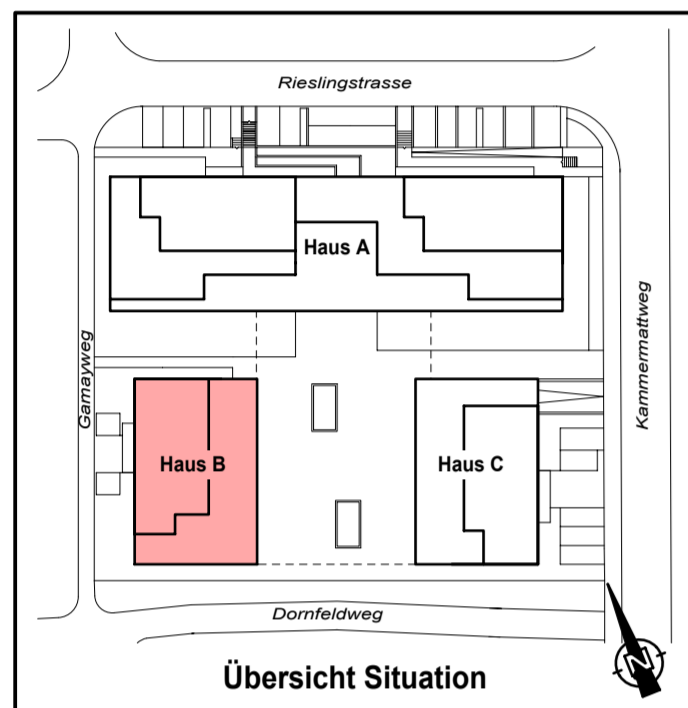 Rieslingstrasse
Haus A
Gamayweg
Kammermattweg
Haus B
Haus C
Dornfeldweg
Übersicht Situation
N